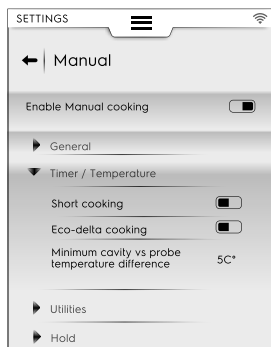 SETTINGS
Manual
Enable Manual cooking
General
Timer / Temperature
Short cooking
Eco-delta cooking
Minimum cavity vs probe
temperature difference
5C°
Utilities
Hold